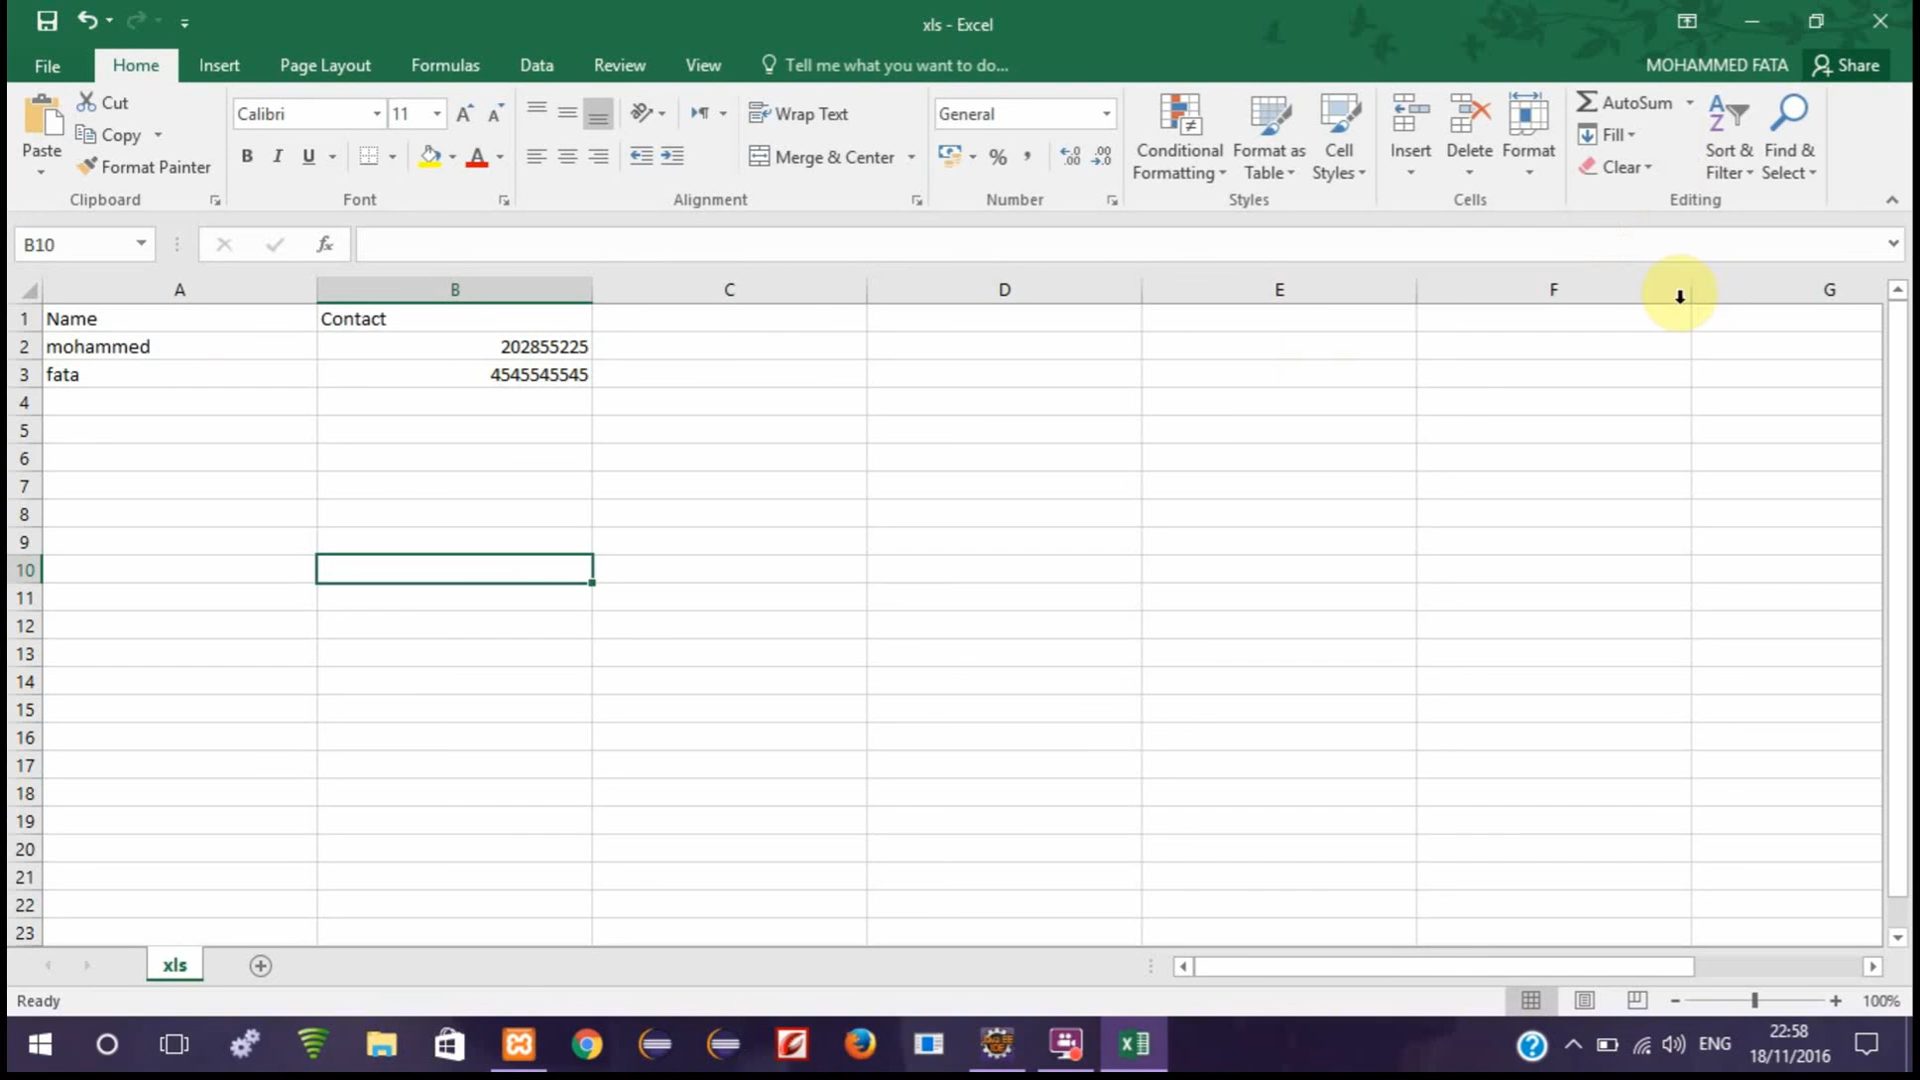 xls - Excel
File Home Insert Page Layout Formulas Data Review View Tell me what you want to do... MOHAMMED FATA Share
Paste
Cut
Copy
Format Painter
Clipboard
Calibri 11
B I U
Font
Wrap Text
Merge & Center
Alignment
General
%
Number
Conditional Formatting
Format as Table
Cell Styles
Styles
Insert Delete Format
Cells
AutoSum
Fill
Clear
Sort & Filter
Find & Select
Editing
B10 fx
A B C D E F G
1 Name Contact
2 mohammed 202855225
3 fata 4545545545
4
5
6
7
8
9
10
11
12
13
14
15
16
17
18
19
20
21
22
23
xls
Ready 100%
ENG 22:58
18/11/2016